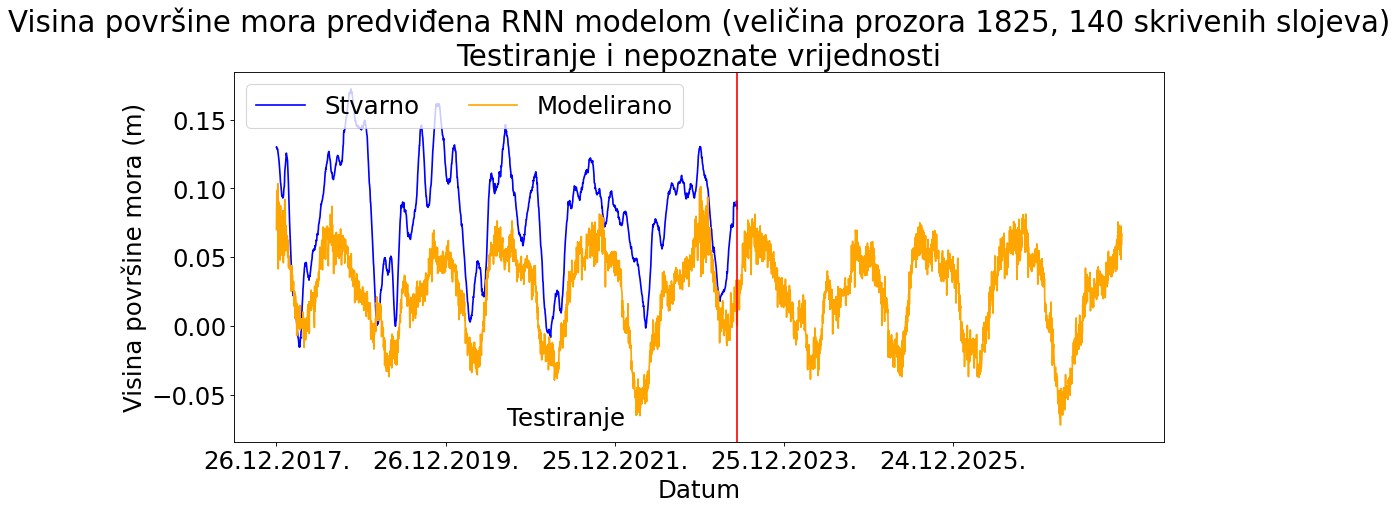 Visina površine mora predviđena RNN modelom (veličina prozora 1825, 140 skrivenih slojeva)
Testiranje i nepoznate vrijednosti
Stvarno Modelirano
Visina površine mora (m)
0.15
0.10
0.05
0.00
−0.05
Testiranje
26.12.2017. 26.12.2019. 25.12.2021. 25.12.2023. 24.12.2025.
Datum